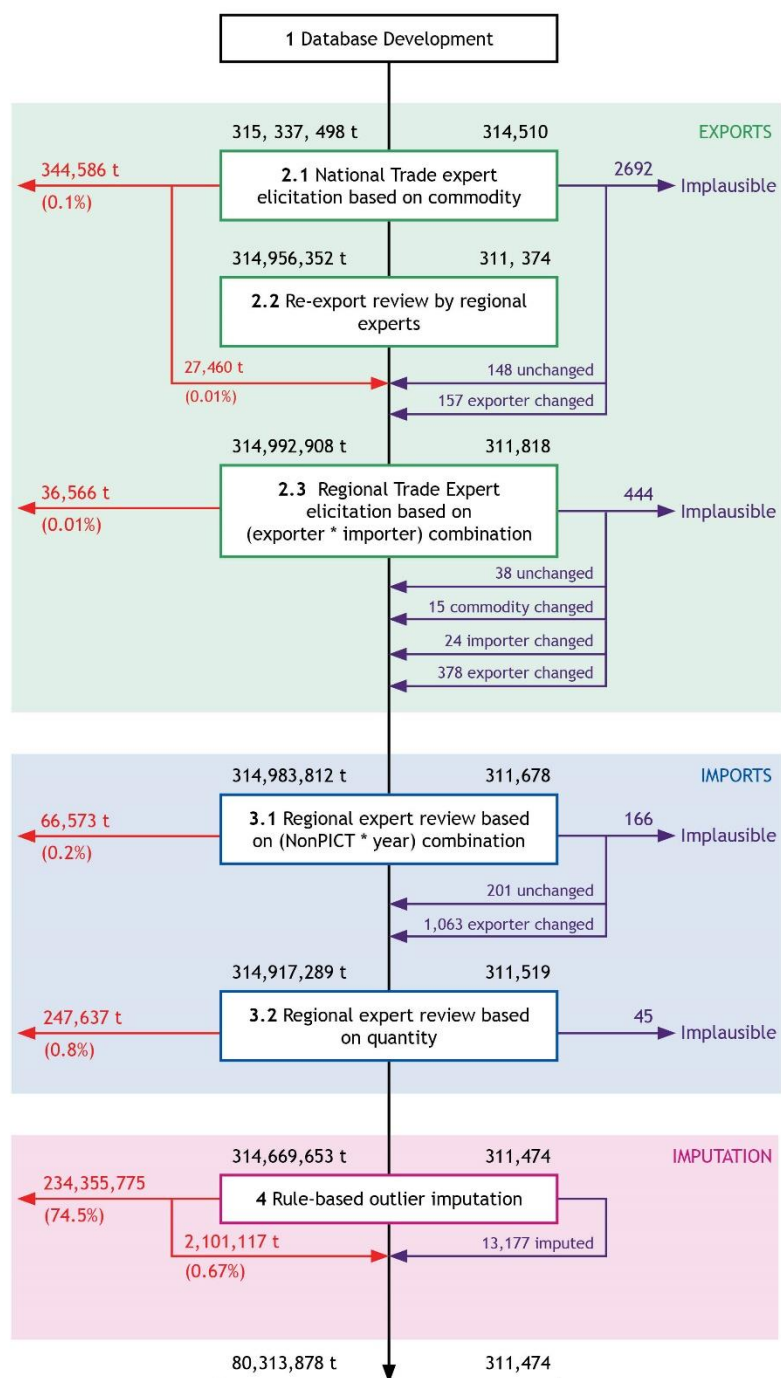 1 Database Development
EXPORTS
315, 337, 498 t
314,510
344,586 t
(0.1%)
2.1 National Trade expert
elicitation based on commodity
2692
Implausible
314,956,352 t
311, 374
2.2 Re-export review by regional
experts
27,460 t
(0.01%)
148 unchanged
157 exporter changed
314,992,908 t
311,818
36,566 t
(0.01%)
2.3 Regional Trade Expert
elicitation based on
(exporter * importer) combination
444
Implausible
38 unchanged
15 commodity changed
24 importer changed
378 exporter changed
IMPORTS
314,983,812 t
311,678
66,573 t
(0.2%)
3.1 Regional expert review based
on (NonPICT * year) combination
166
Implausible
201 unchanged
1,063 exporter changed
314,917,289 t
311,519
247,637 t
(0.8%)
3.2 Regional expert review based
on quantity
45
Implausible
IMPUTATION
314,669,653 t
311,474
234,355,775
(74.5%)
4 Rule-based outlier imputation
2,101,117 t
(0.67%)
13,177 imputed
80,313,878 t
311,474